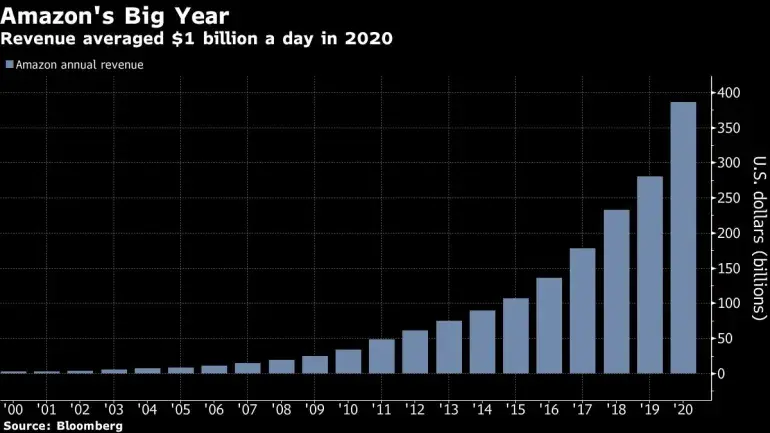 Amazon's Big Year
Revenue averaged $1 billion a day in 2020
Amazon annual revenue
400
350
300
250
200
150
100
50
0
U.S. dollars (billions)
'00 '01 '02 '03 '04 '05 '06 '07 '08 '09 '10 '11 '12 '13 '14 '15 '16 '17 '18 '19 '20
Source: Bloomberg